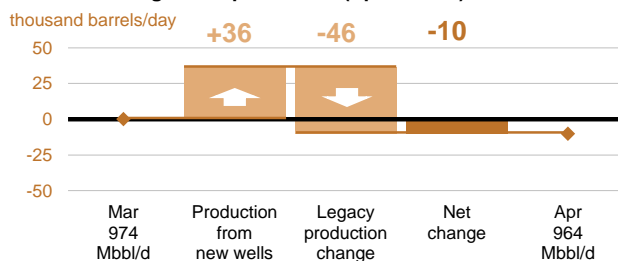 thousand barrels/day
+36 -46 -10
50
25
0
-25
-50
Mar
974
Mbbl/d
Production
from
new wells
Legacy
production
change
Net
change
Apr
964
Mbbl/d